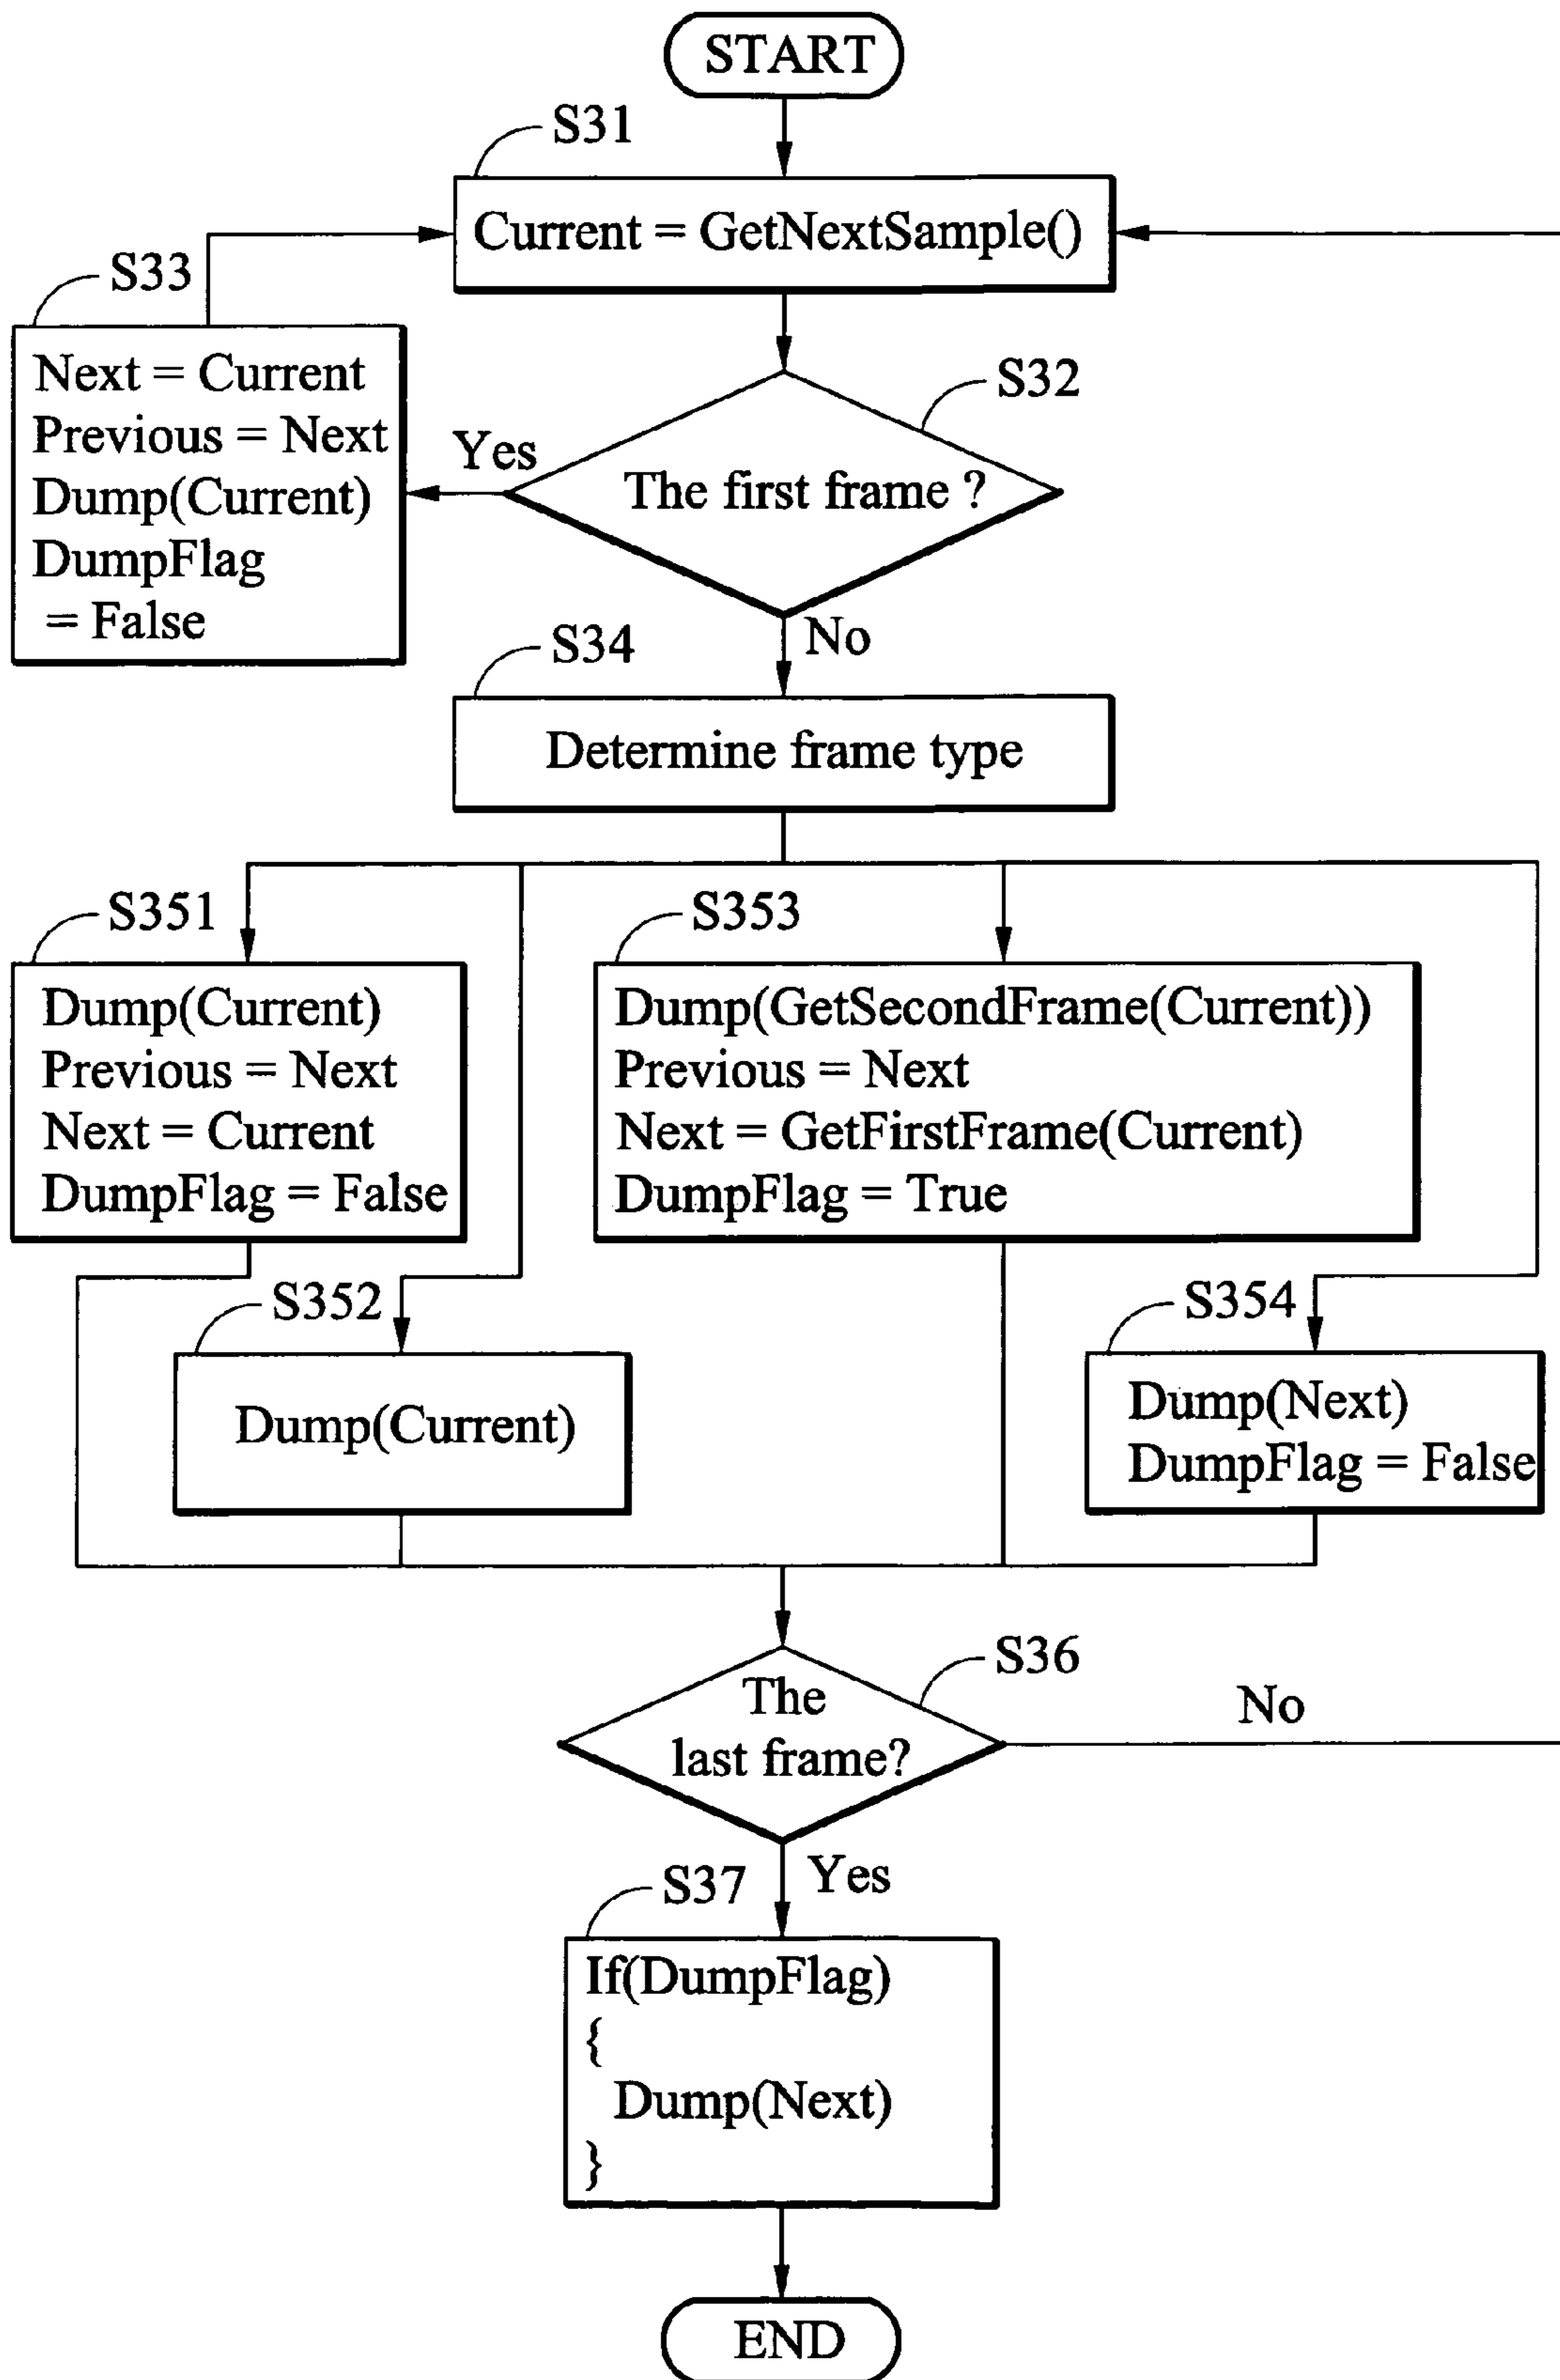 START
S31
Current = GetNextSample()
S33
Next = Current
Previous = Next
Dump(Current)
DumpFlag
= False
S32
Yes
The first frame ?
No
S34
Determine frame type
S351
Dump(Current)
Previous = Next
Next = Current
DumpFlag = False
S353
Dump(GetSecondFrame(Current))
Previous = Next
Next = GetFirstFrame(Current)
DumpFlag = True
S352
Dump(Current)
S354
Dump(Next)
DumpFlag = False
S36
The
last frame?
No
Yes
S37
If(DumpFlag)
{
Dump(Next)
}
END